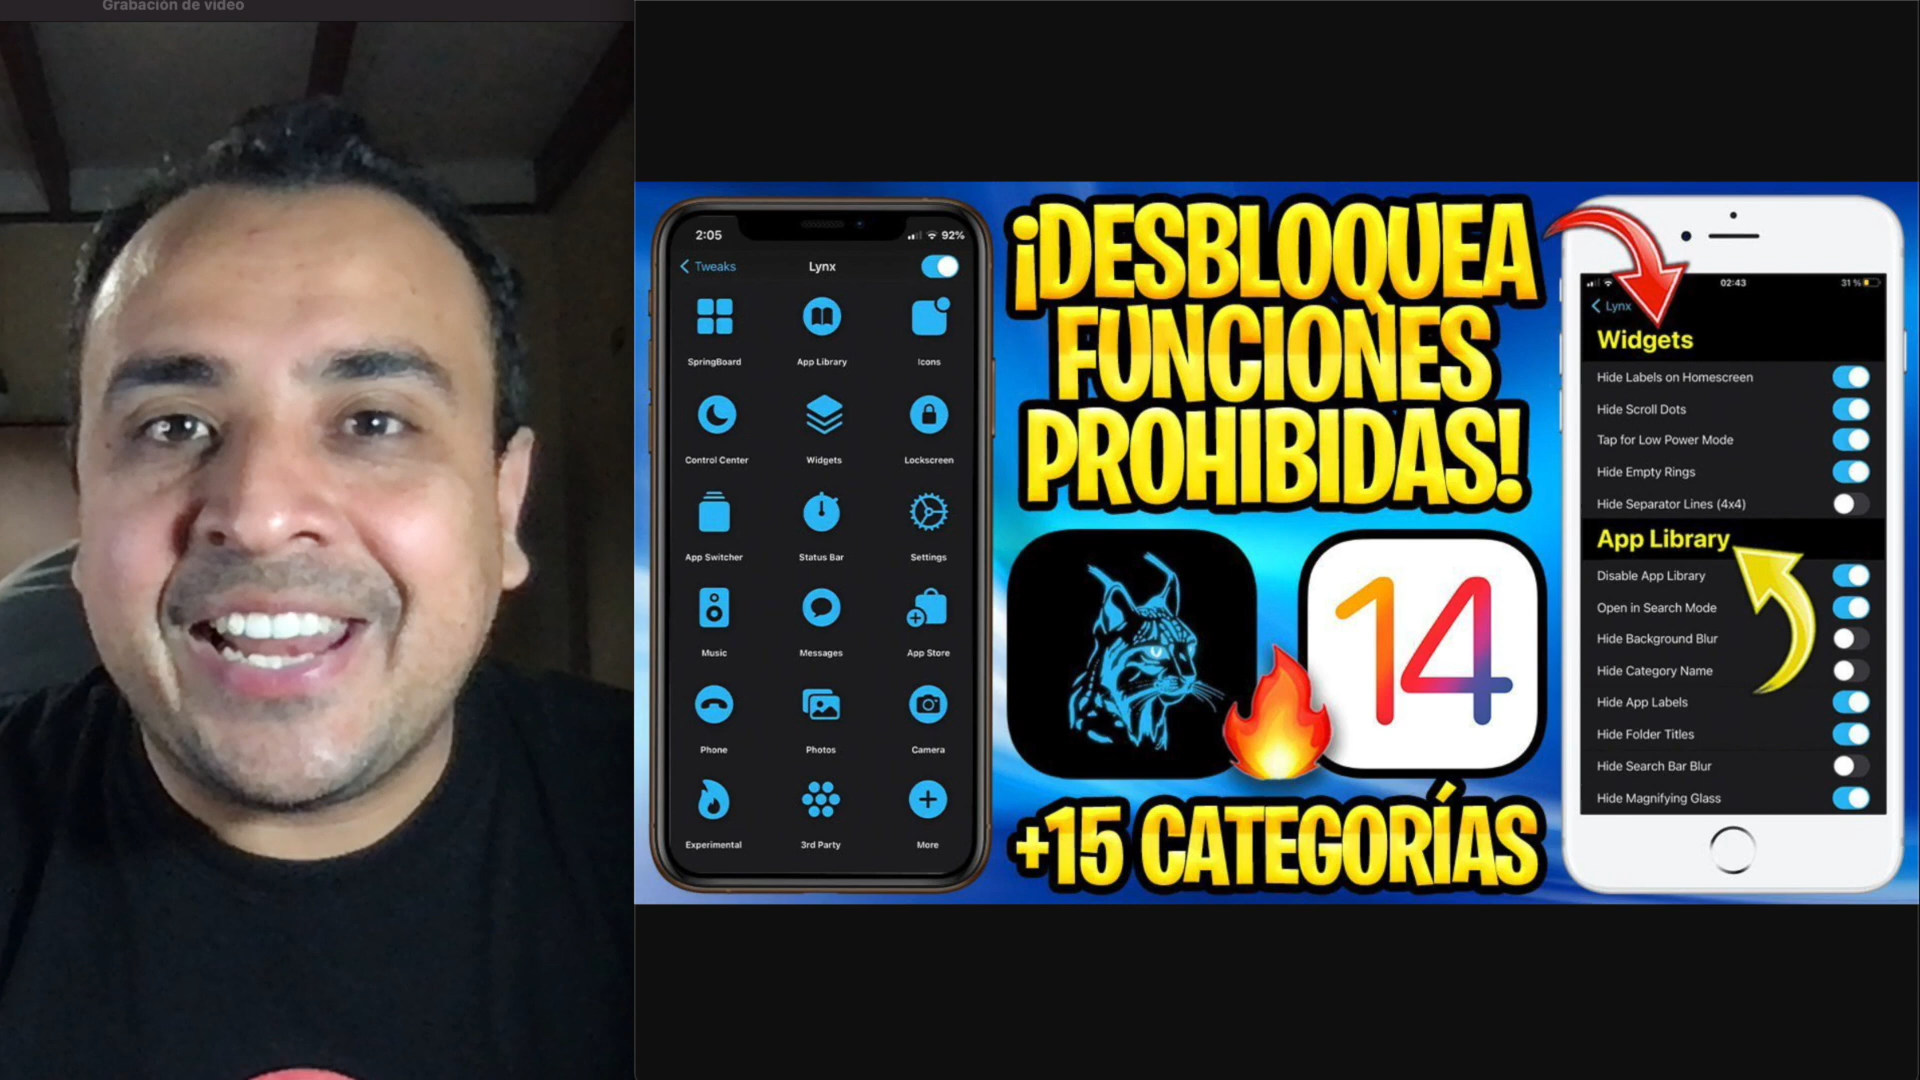 Grabación de vídeo
2:05
92%
Tweaks
Lynx
SpringBoard
App Library
Icons
Control Center
Widgets
Lockscreen
App Switcher
Status Bar
Settings
Music
Messages
App Store
Phone
Photos
Camera
Experimental
3rd Party
More
¡DESBLOQUEA
FUNCIONES
PROHIBIDAS!
14
+15 CATEGORÍAS
02:43
31 %
Lynx
Widgets
Hide Labels on Homescreen
Hide Scroll Dots
Tap for Low Power Mode
Hide Empty Rings
Hide Separator Lines (4x4)
App Library
Disable App Library
Open in Search Mode
Hide Background Blur
Hide Category Name
Hide App Labels
Hide Folder Titles
Hide Search Bar Blur
Hide Magnifying Glass